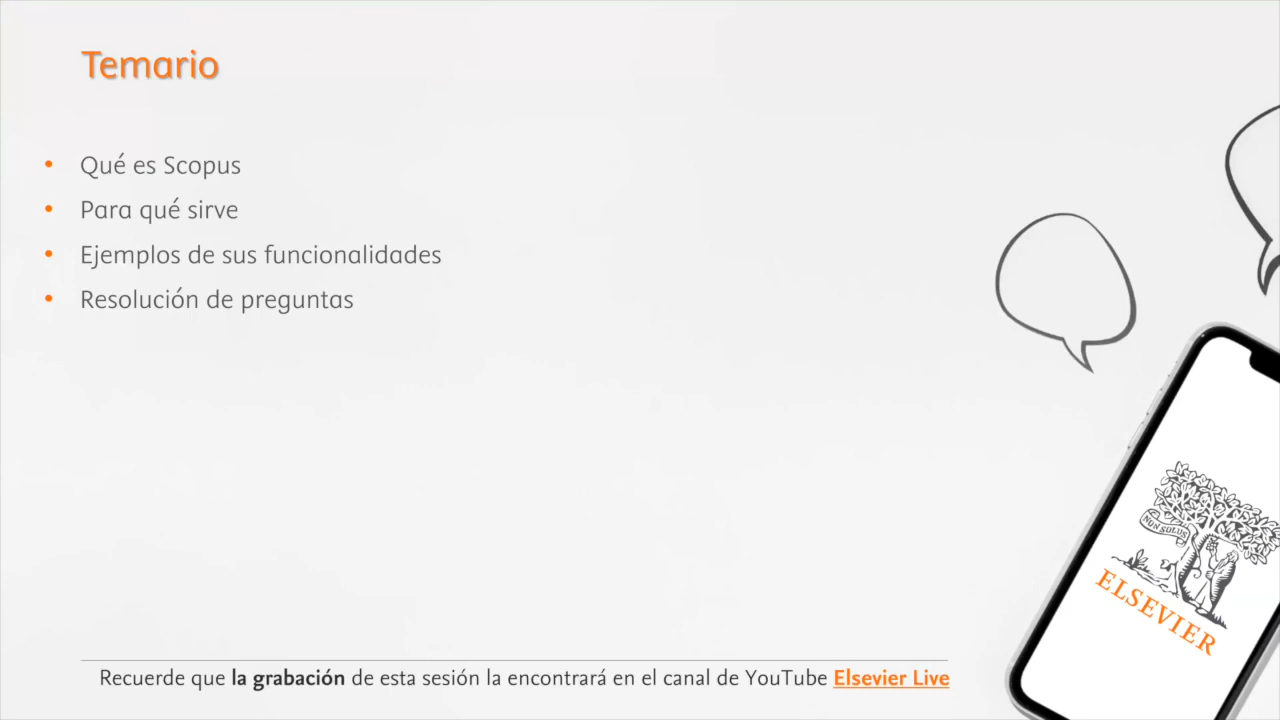 Temario
• Qué es Scopus
• Para qué sirve
• Ejemplos de sus funcionalidades
• Resolución de preguntas
NON SOLUS
ELSEVIER
Recuerde que la grabación de esta sesión la encontrará en el canal de YouTube Elsevier Live